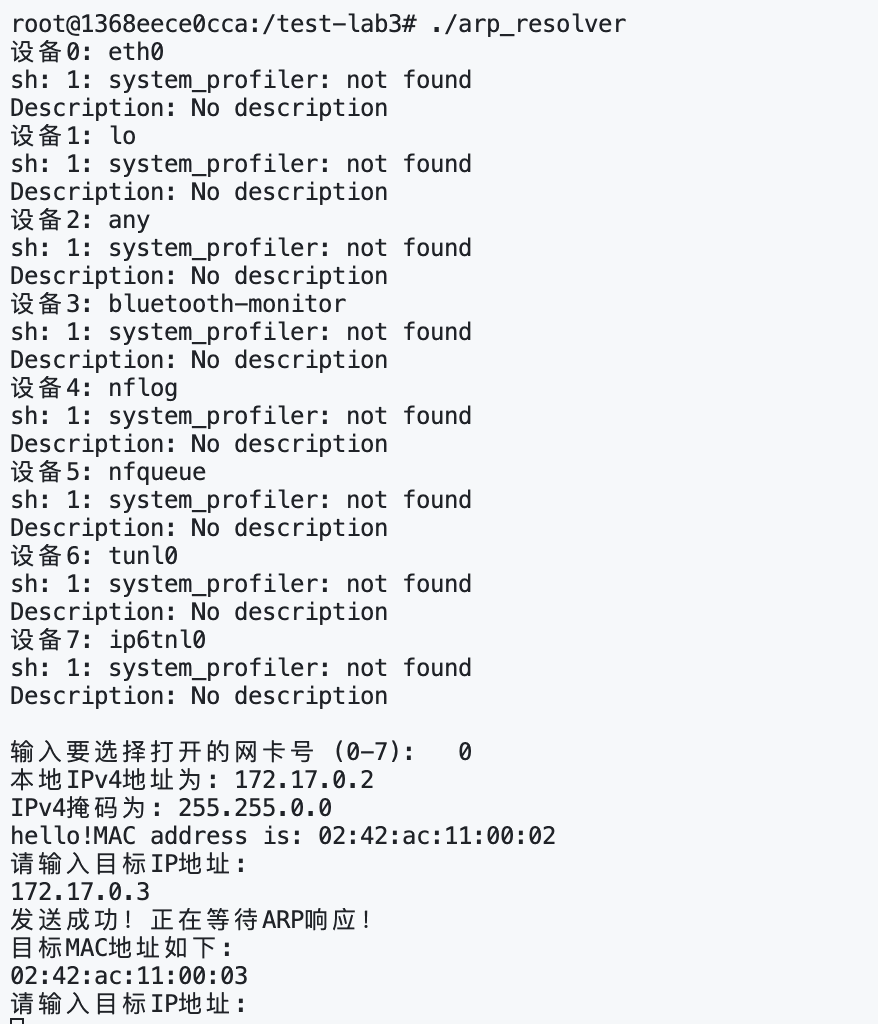 root@1368eece0cca:/test-lab3# ./arp_resolver
设备0: eth0
sh: 1: system_profiler: not found
Description: No description
设备1: lo
sh: 1: system_profiler: not found
Description: No description
设备2: any
sh: 1: system_profiler: not found
Description: No description
设备3: bluetooth-monitor
sh: 1: system_profiler: not found
Description: No description
设备4: nflog
sh: 1: system_profiler: not found
Description: No description
设备5: nfqueue
sh: 1: system_profiler: not found
Description: No description
设备6: tunl0
sh: 1: system_profiler: not found
Description: No description
设备7: ip6tnl0
sh: 1: system_profiler: not found
Description: No description
输入要选择打开的网卡号 (0-7):   0
本地IPv4地址为: 172.17.0.2
IPv4掩码为: 255.255.0.0
hello!MAC address is: 02:42:ac:11:00:02
请输入目标IP地址:
172.17.0.3
发送成功! 正在等待ARP响应!
目标MAC地址如下:
02:42:ac:11:00:03
请输入目标IP地址: